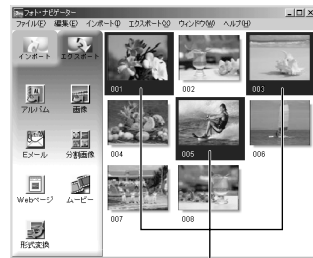 フォト・ナビゲーター
ファイル(F) 編集(E) インポート(I) エクスポート(X) ウィンドウ(W) ヘルプ(H)
インポート エクスポート
001 002 003
アルバム 画像
Eメール 分割画像
004 005 006
Webページ ムービー
007 008
形式変換